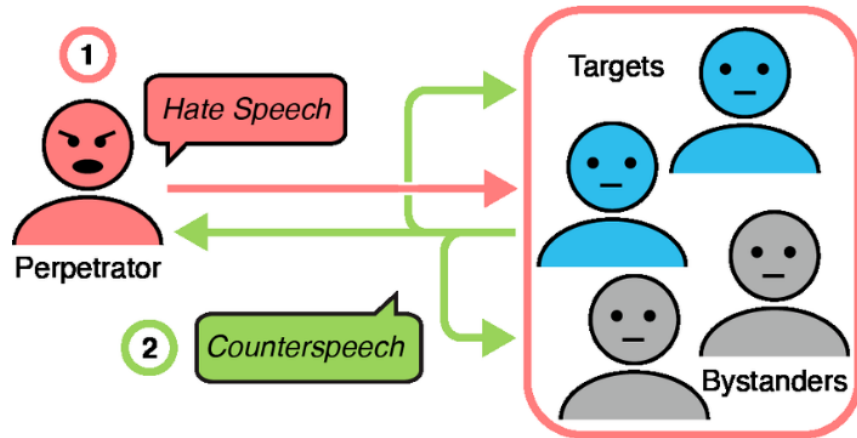 1
Hate Speech
Targets
Perpetrator
2
Counterspeech
Bystanders